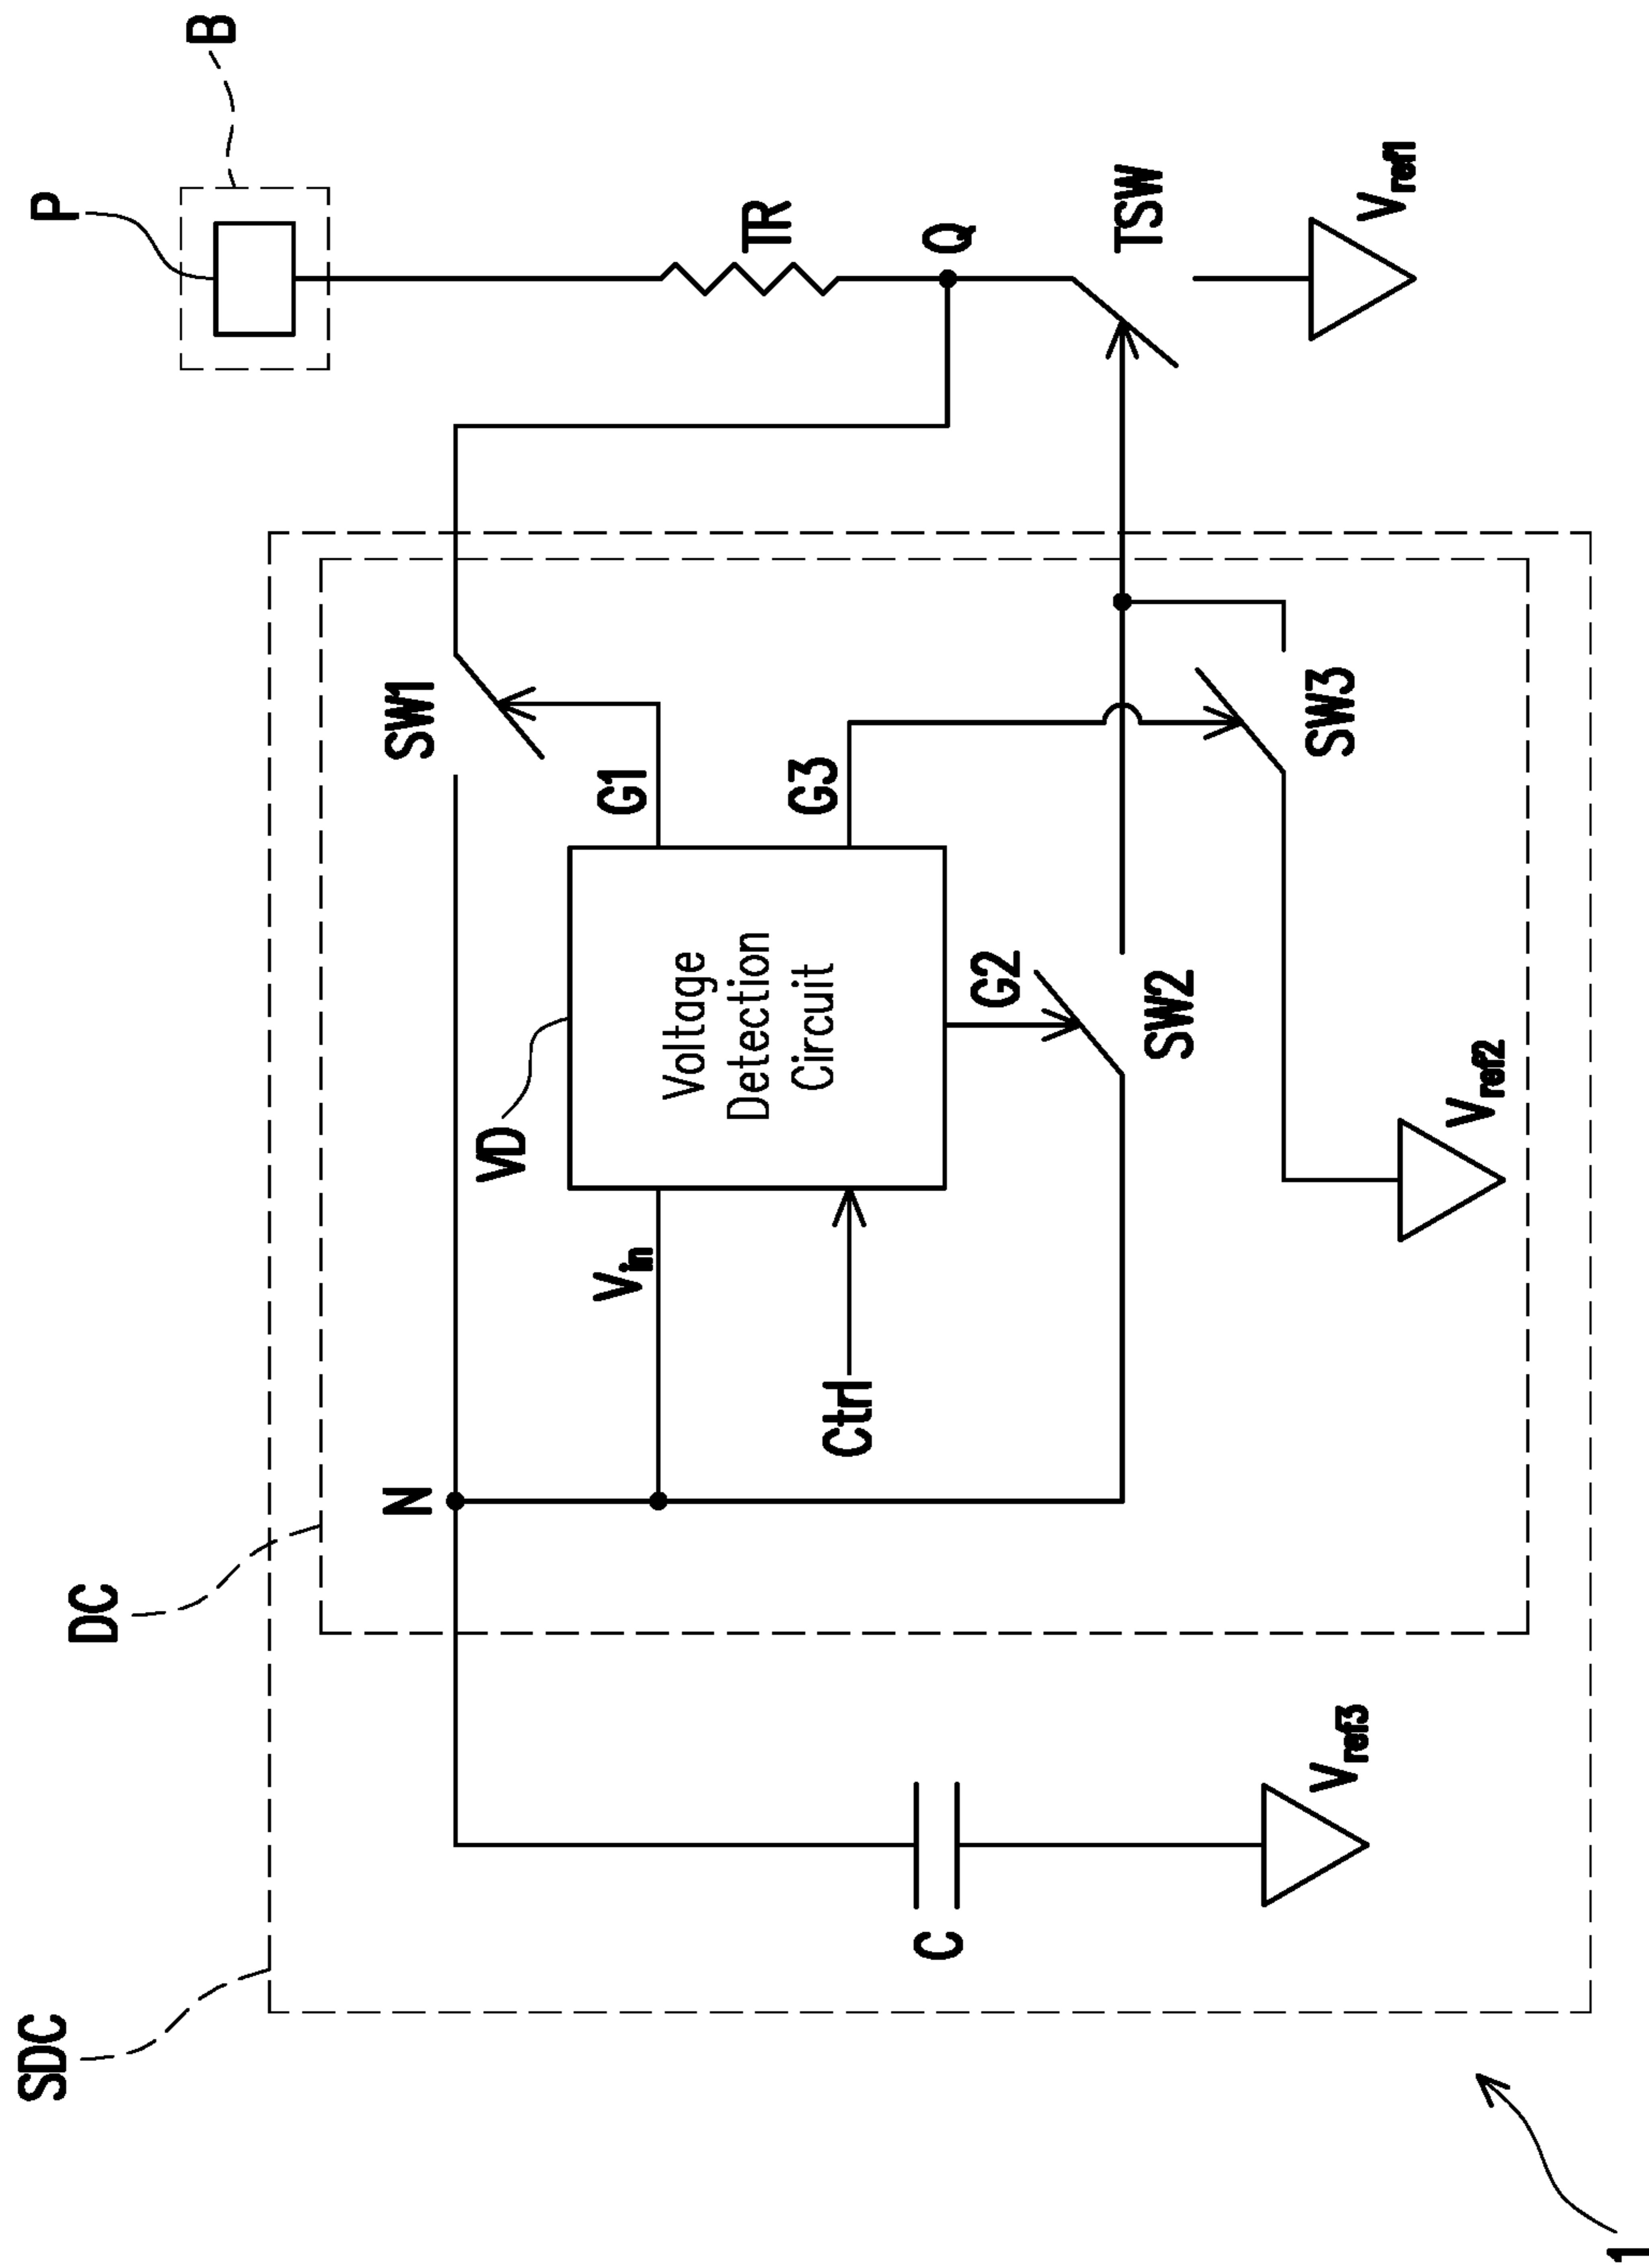 P
B
TR
Q
TSW
Vref1
SDC
DC
N
SW1
G1
G3
VD
Voltage
Detection
Circuit
Vin
Ctrl
G2
SW2
SW3
Vref2
C
Vref3
1